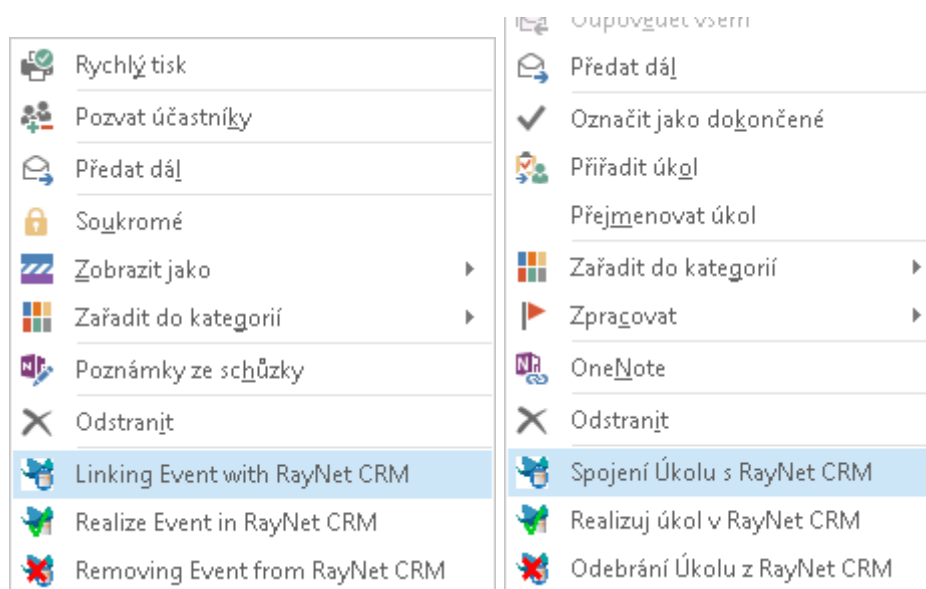 Rychlý tisk
Pozvat účastníky
Předat dál
Soukromé
Zobrazit jako
Zařadit do kategorií
Poznámky ze schůzky
Odstranit
Linking Event with RayNet CRM
Realize Event in RayNet CRM
Removing Event from RayNet CRM
Odpovědět všem
Předat dál
Označit jako dokončené
Přiřadit úkol
Přejmenovat úkol
Zařadit do kategorií
Zpracovat
OneNote
Odstranit
Spojení Úkolu s RayNet CRM
Realizuj úkol v RayNet CRM
Odebrání Úkolu z RayNet CRM